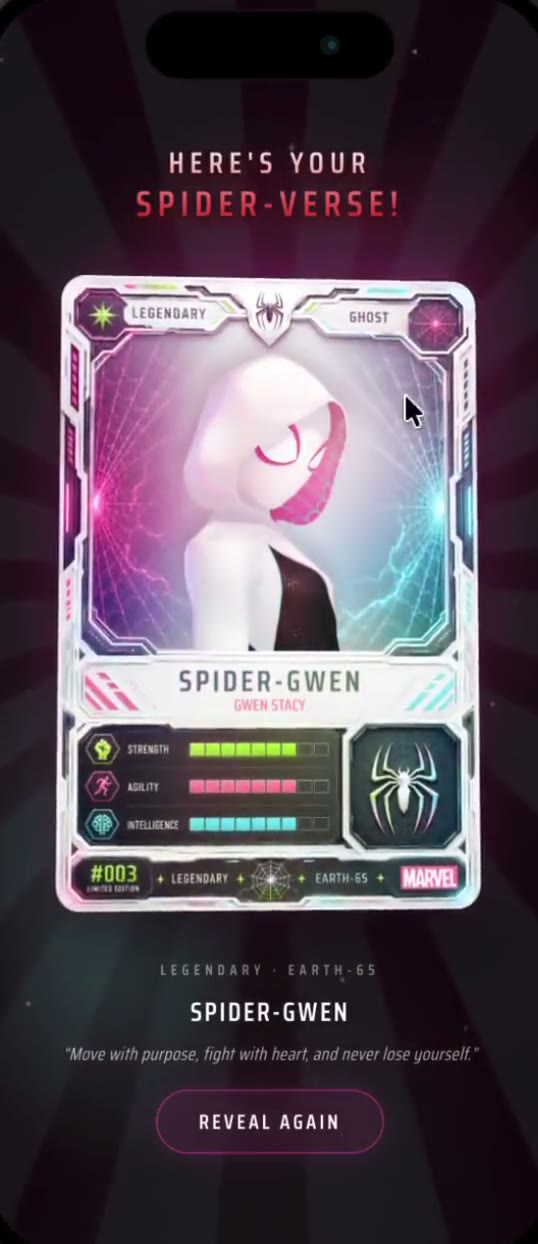 HERE'S YOUR
SPIDER-VERSE!
LEGENDARY
GHOST
SPIDER-GWEN
GWEN STACY
STRENGTH
AGILITY
INTELLIGENCE
#003
LIMITED EDITION
LEGENDARY
EARTH-65
MARVEL
LEGENDARY · EARTH-65
SPIDER-GWEN
"Move with purpose, fight with heart, and never lose yourself."
REVEAL AGAIN